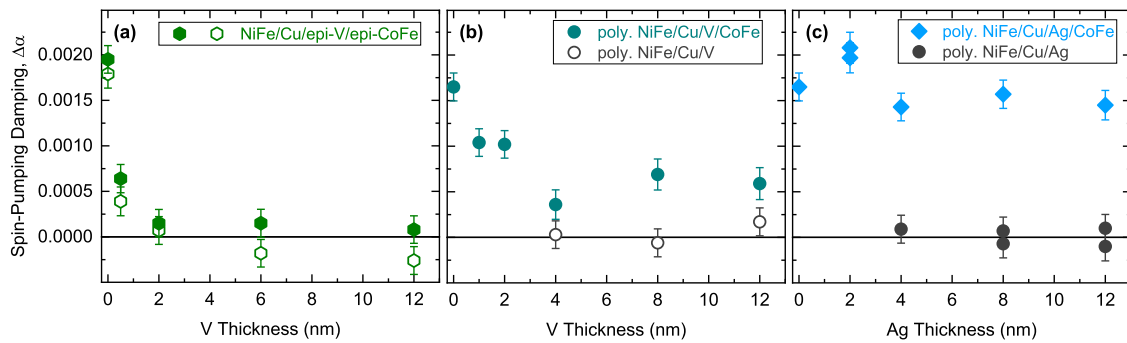 (a)
NiFe/Cu/epi-V/epi-CoFe
(b)
poly. NiFe/Cu/V/CoFe
poly. NiFe/Cu/V
(c)
poly. NiFe/Cu/Ag/CoFe
poly. NiFe/Cu/Ag
Spin-Pumping Damping, Δα
0.0020
0.0015
0.0010
0.0005
0.0000
0 2 4 6 8 10 12
0 2 4 6 8 10 12
0 2 4 6 8 10 12
V Thickness (nm)
V Thickness (nm)
Ag Thickness (nm)